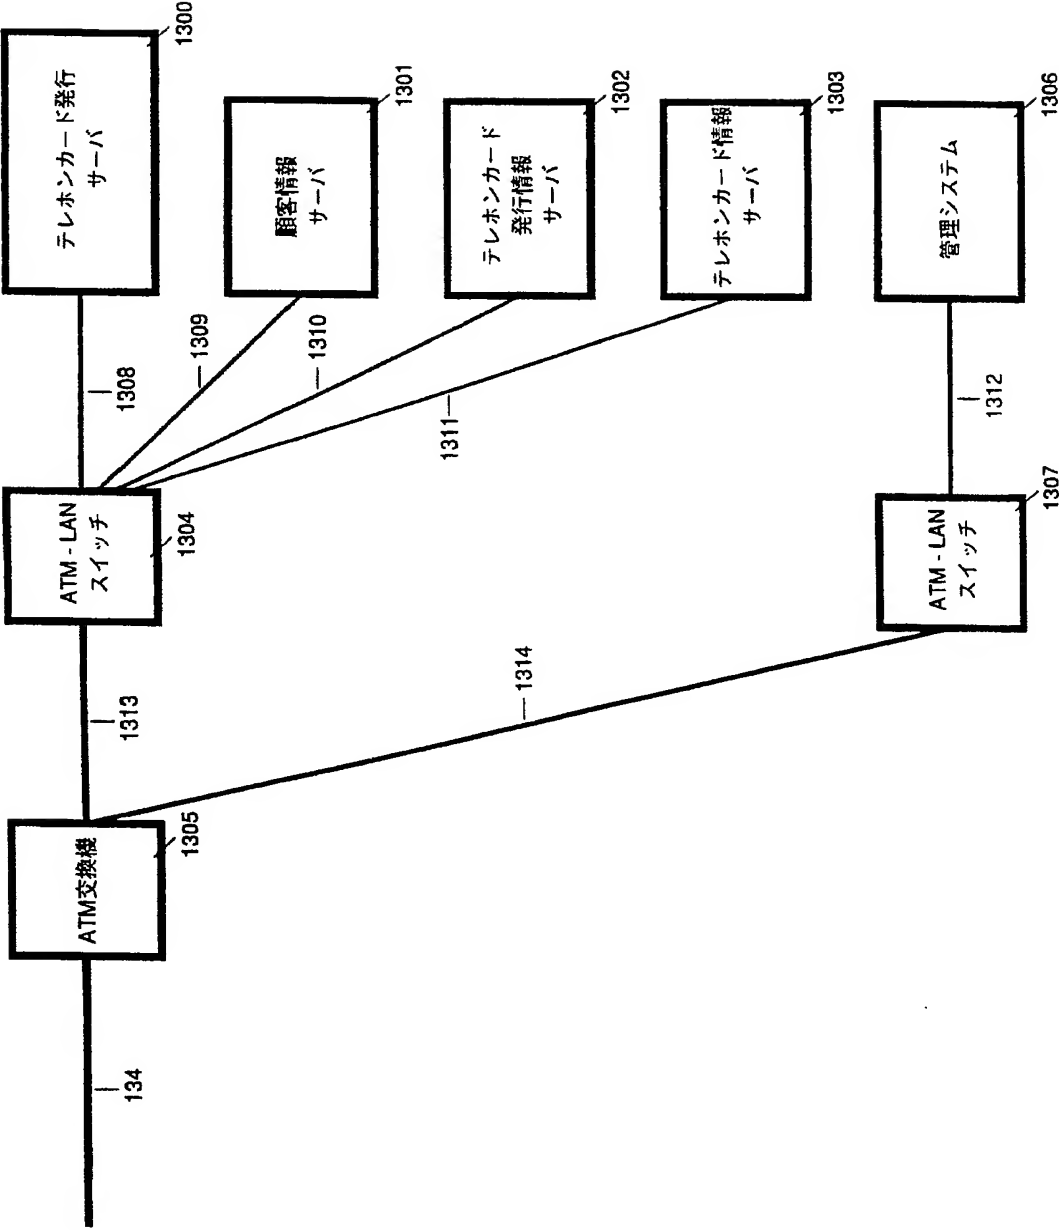 テレホンカード発行
サーバ
1300
顧客情報
サーバ
1301
テレホンカード
発行情報
サーバ
1302
テレホンカード情報
サーバ
1303
管理システム
1306
1308
1309
1310
1311
1312
ATM - LAN
スイッチ
1304
ATM - LAN
スイッチ
1307
1313
1314
ATM交換機
1305
134